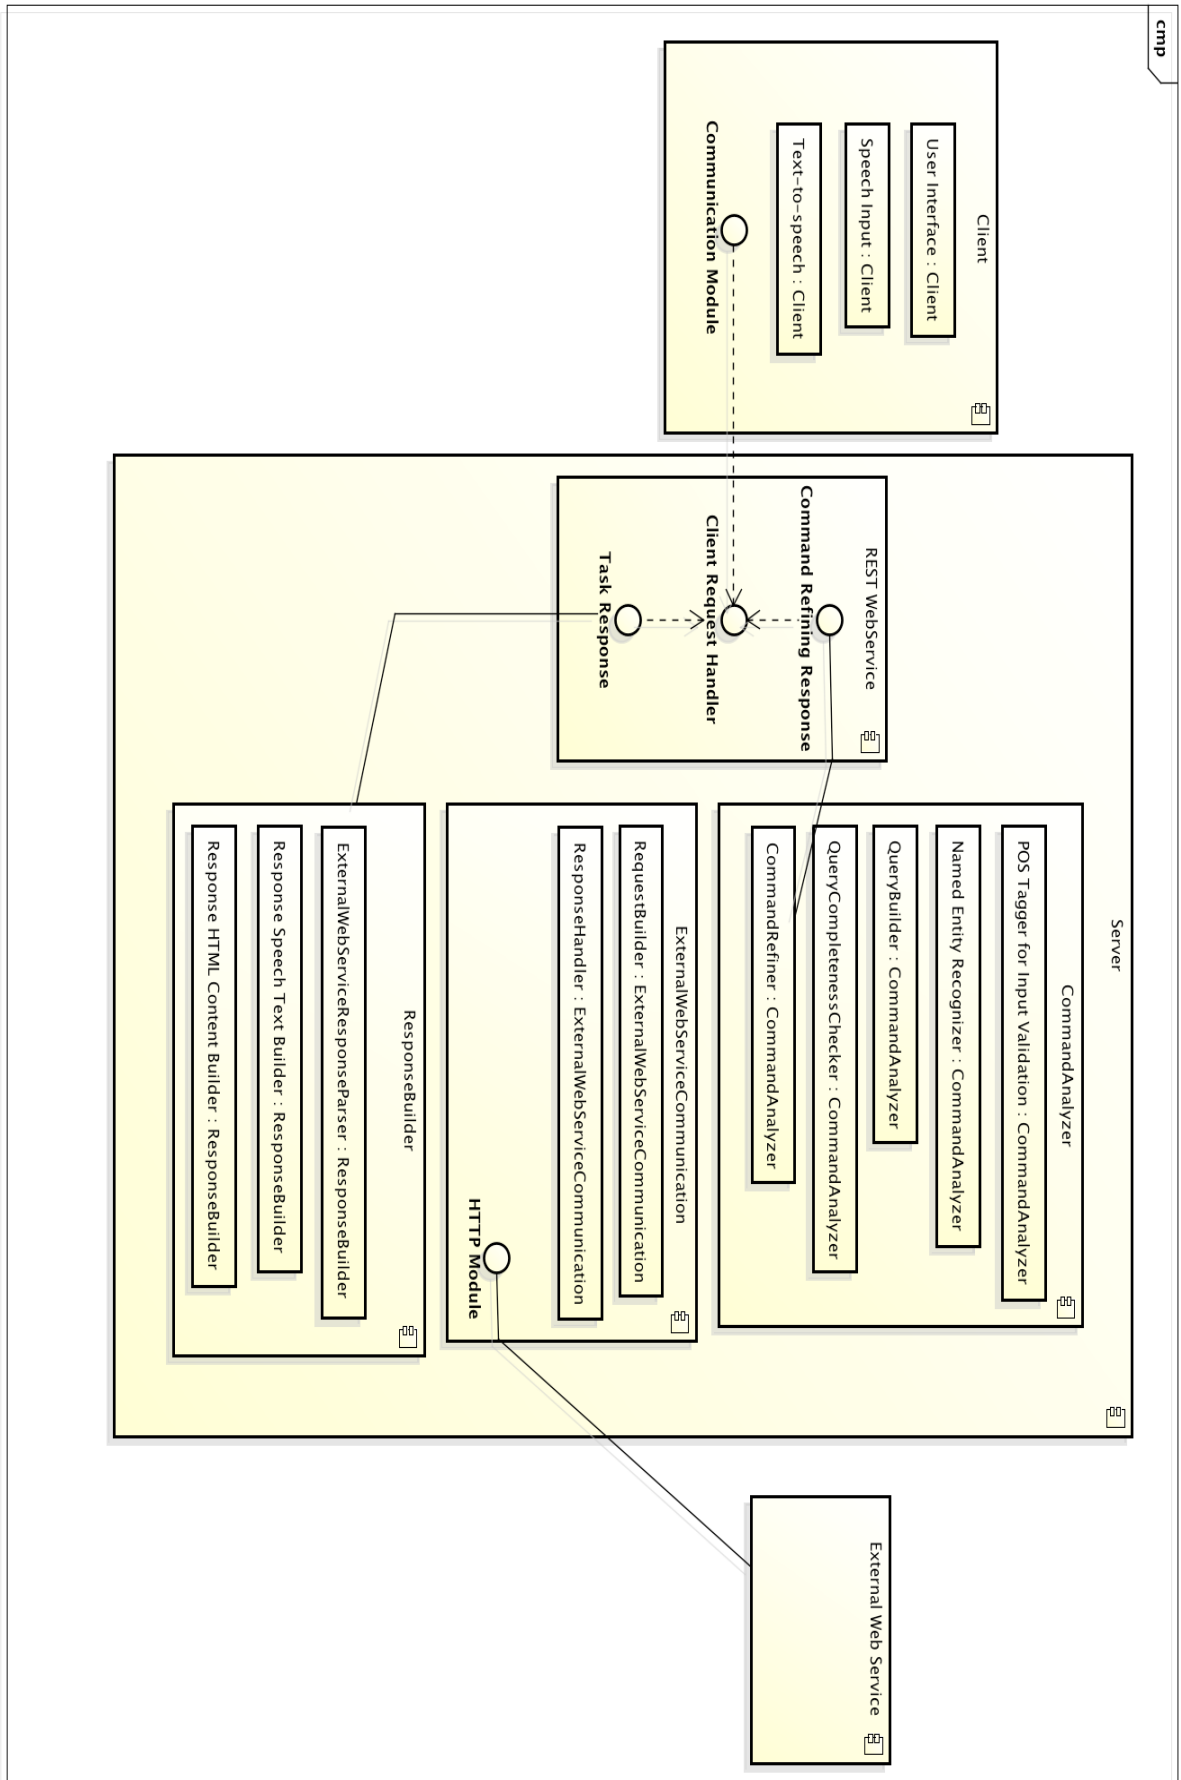 cmp
Client
User Interface : Client
Speech Input : Client
Text-to-speech : Client
Communication Module
Server
REST WebService
Command Refining Response
Client Request Handler
Task Response
CommandAnalyzer
POS Tagger for Input Validation : CommandAnalyzer
Named Entity Recognizer : CommandAnalyzer
QueryBuilder : CommandAnalyzer
QueryCompletenessChecker : CommandAnalyzer
CommandRefiner : CommandAnalyzer
ExternalWebServiceCommunication
RequestBuilder : ExternalWebServiceCommunication
ResponseHandler : ExternalWebServiceCommunication
HTTP Module
ResponseBuilder
ExternalWebServiceResponseParser : ResponseBuilder
Response Speech Text Builder : ResponseBuilder
Response HTML Content Builder : ResponseBuilder
External Web Service